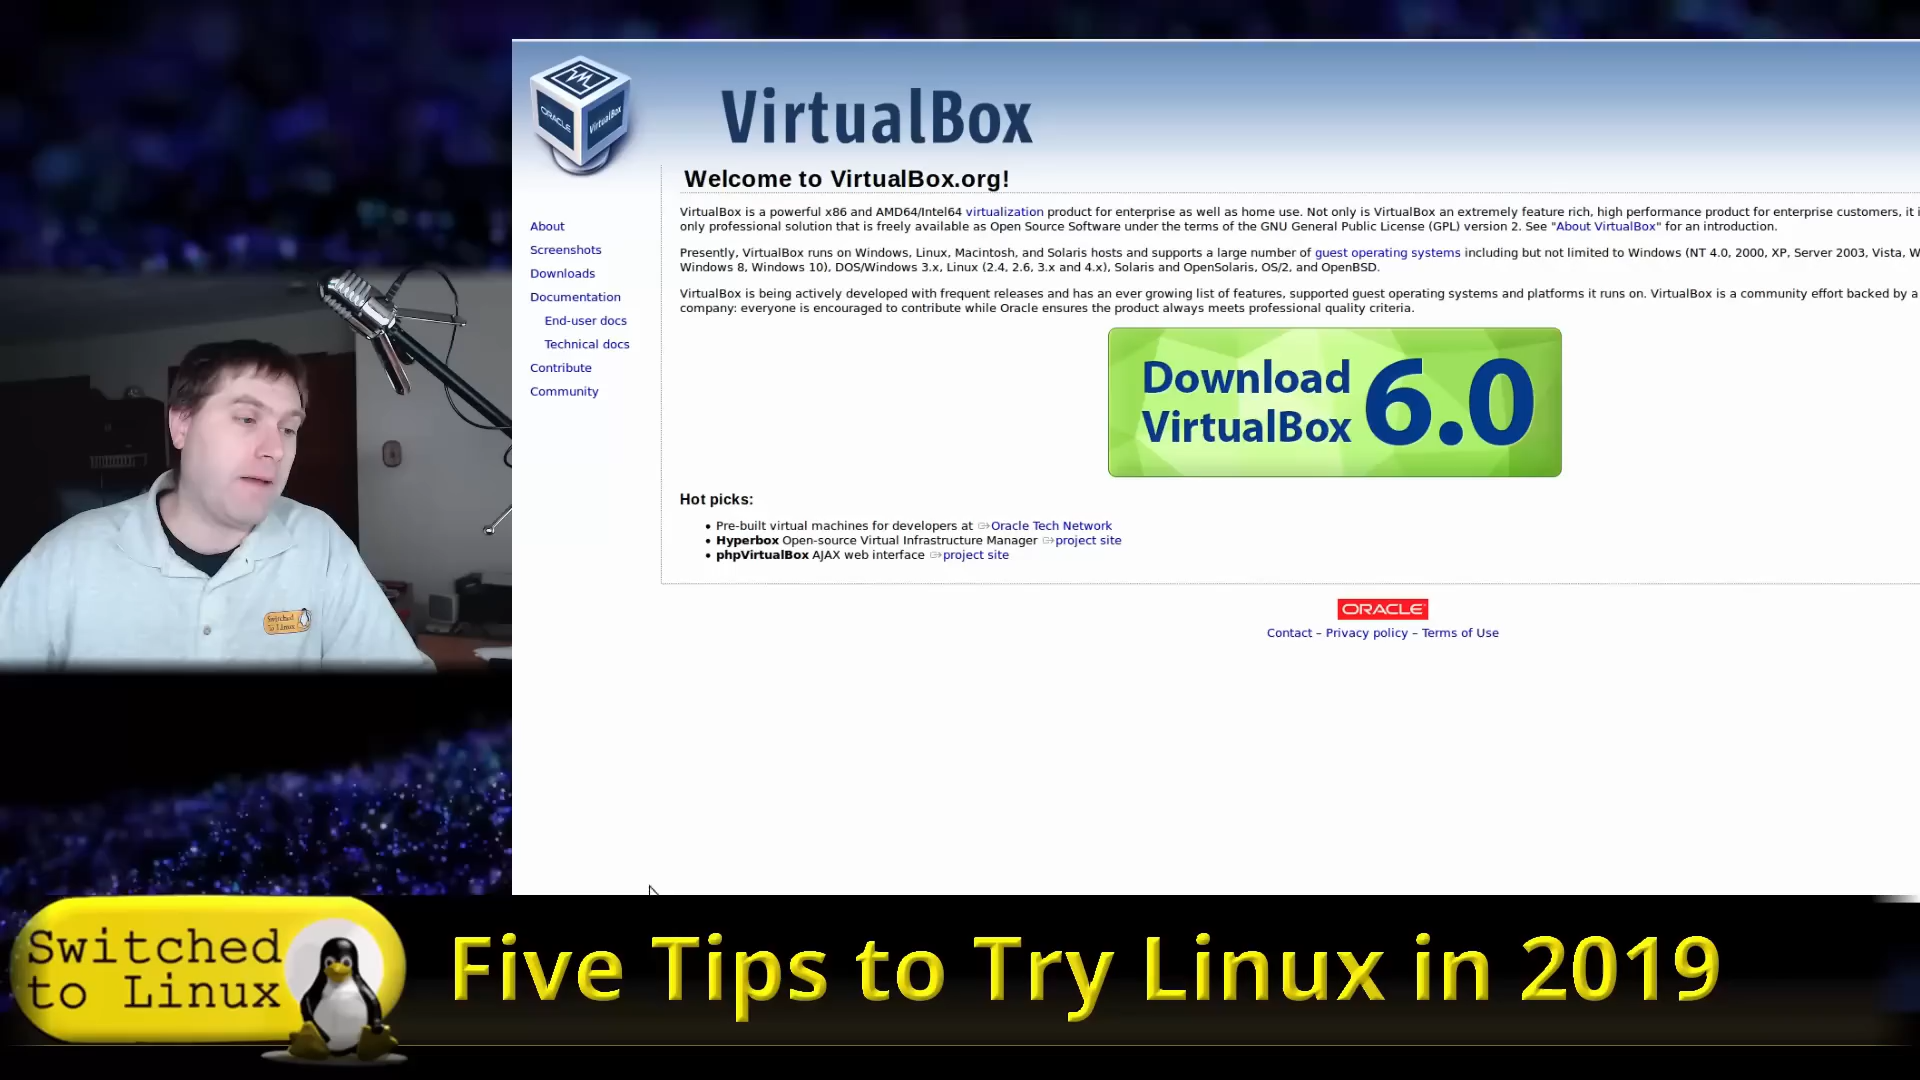 ORACLE
VirtualBox
VirtualBox
Welcome to VirtualBox.org!
About
Screenshots
Downloads
Documentation
End-user docs
Technical docs
Contribute
Community
VirtualBox is a powerful x86 and AMD64/Intel64 virtualization product for enterprise as well as home use. Not only is VirtualBox an extremely feature rich, high performance product for enterprise customers, it i
only professional solution that is freely available as Open Source Software under the terms of the GNU General Public License (GPL) version 2. See "About VirtualBox" for an introduction.
Presently, VirtualBox runs on Windows, Linux, Macintosh, and Solaris hosts and supports a large number of guest operating systems including but not limited to Windows (NT 4.0, 2000, XP, Server 2003, Vista, W
Windows 8, Windows 10), DOS/Windows 3.x, Linux (2.4, 2.6, 3.x and 4.x), Solaris and OpenSolaris, OS/2, and OpenBSD.
VirtualBox is being actively developed with frequent releases and has an ever growing list of features, supported guest operating systems and platforms it runs on. VirtualBox is a community effort backed by a
company: everyone is encouraged to contribute while Oracle ensures the product always meets professional quality criteria.
Download
VirtualBox 6.0
Hot picks:
• Pre-built virtual machines for developers at Oracle Tech Network
• Hyperbox Open-source Virtual Infrastructure Manager project site
• phpVirtualBox AJAX web interface project site
ORACLE
Contact – Privacy policy – Terms of Use
Switched
to Linux
Switched
to Linux
Five Tips to Try Linux in 2019